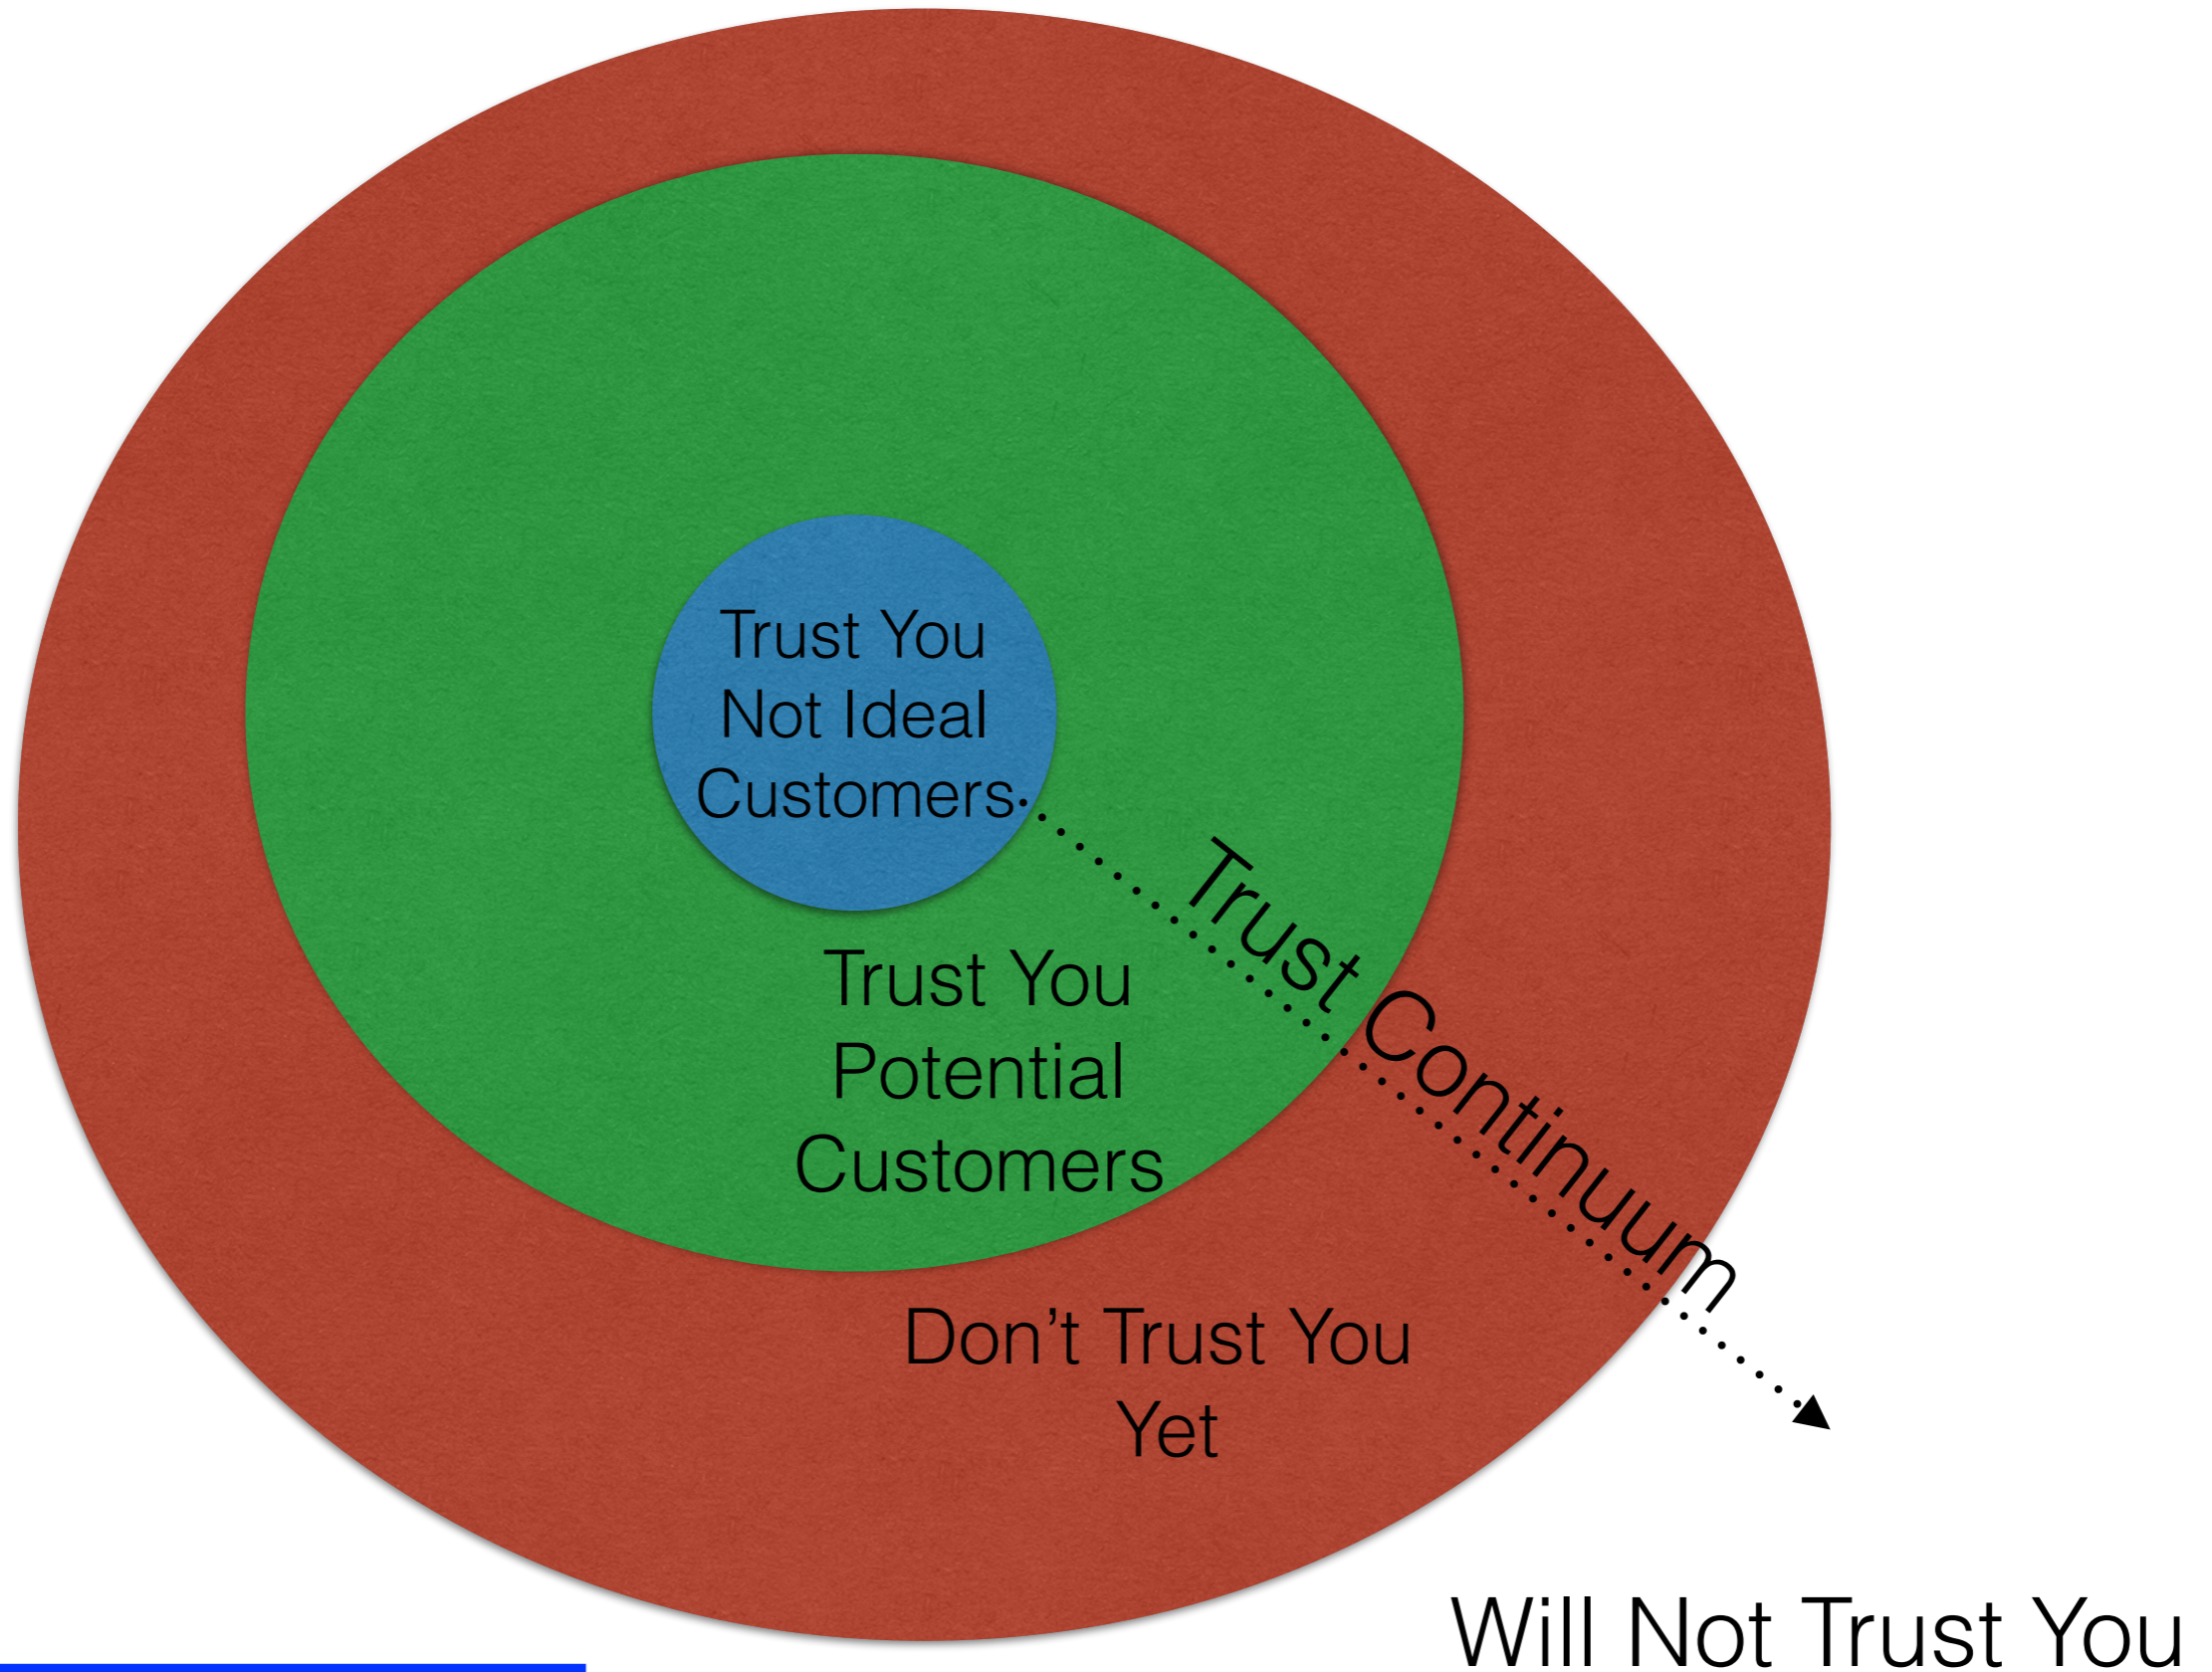 Trust You
Not Ideal
Customers
Trust Continuum
Trust You
Potential
Customers
Don't Trust You
Yet
Will Not Trust You